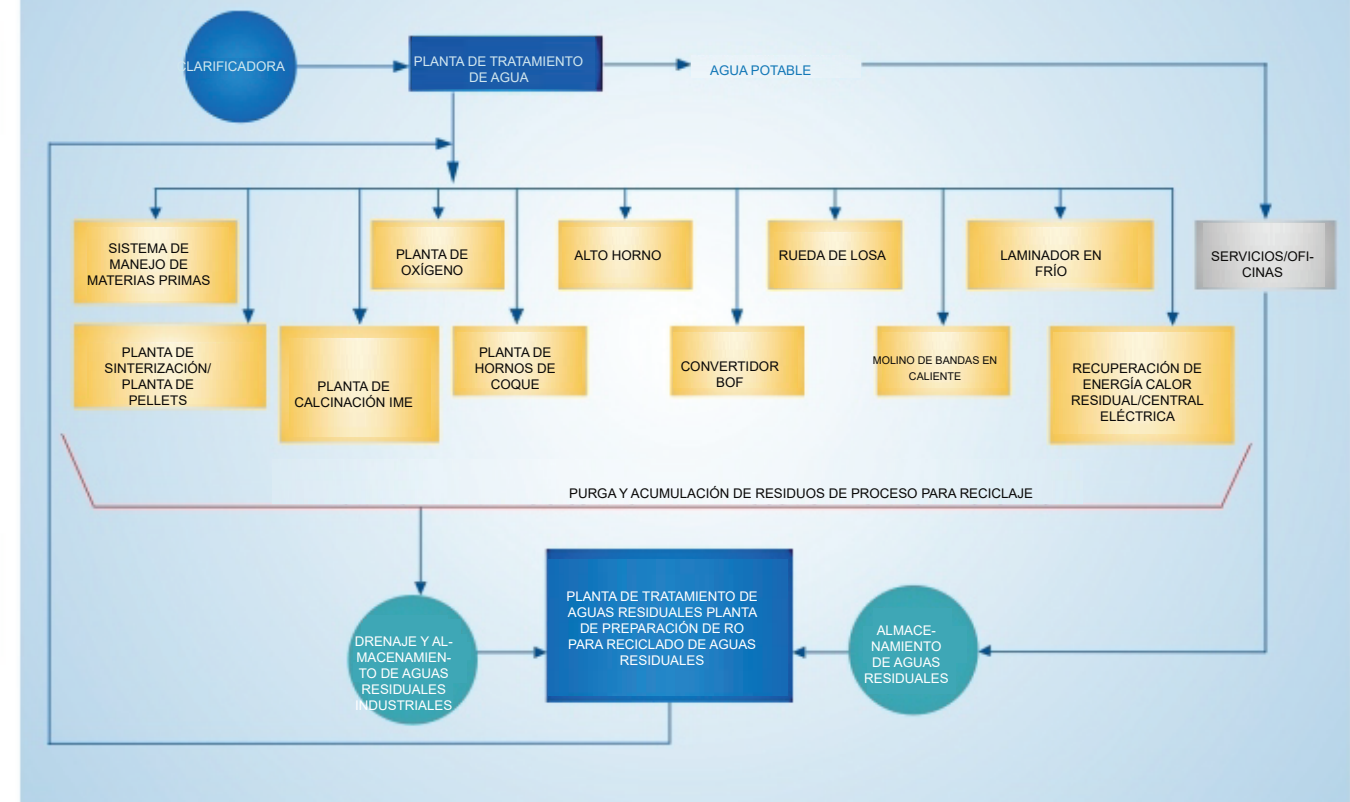 CLARIFICADORA
PLANTA DE TRATAMIENTO
DE AGUA
AGUA POTABLE
SISTEMA DE
MANEJO DE
MATERIAS PRIMAS
PLANTA DE
OXÍGENO
ALTO HORNO
RUEDA DE LOSA
LAMINADOR EN
FRÍO
SERVICIOS/OFI-
CINAS
PLANTA DE
SINTERIZACIÓN/
PLANTA DE
PELLETS
PLANTA DE
CALCINACIÓN IME
PLANTA DE
HORNOS DE
COQUE
CONVERTIDOR
BOF
MOLINO DE BANDAS EN
CALIENTE
RECUPERACIÓN DE
ENERGÍA CALOR
RESIDUAL/CENTRAL
ELÉCTRICA
PURGA Y ACUMULACIÓN DE RESIDUOS DE PROCESO PARA RECICLAJE
DRENAJE Y AL-
MACENAMIEN-
TO DE AGUAS
RESIDUALES
INDUSTRIALES
PLANTA DE TRATAMIENTO DE
AGUAS RESIDUALES PLANTA
DE PREPARACIÓN DE RO
PARA RECICLADO DE AGUAS
RESIDUALES
ALMACE-
NAMIENTO
DE AGUAS
RESIDUALES